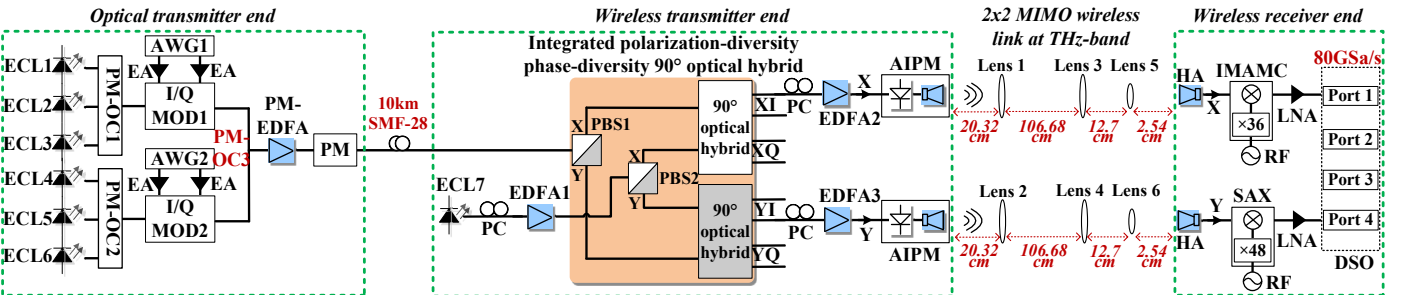 Optical transmitter end
Wireless transmitter end
2x2 MIMO wireless
link at THz-band
Wireless receiver end
ECL1
ECL2
ECL3
ECL4
ECL5
ECL6
PM-OC1
PM-OC2
AWG1
EA
EA
I/Q
MOD1
AWG2
EA
EA
I/Q
MOD2
PM-
OC3
PM-
EDFA
PM
10km
SMF-28
Integrated polarization-diversity
phase-diversity 90° optical hybrid
ECL7
PC
EDFA1
X
Y
PBS1
X
Y
PBS2
90°
optical
hybrid
XI
XQ
90°
optical
hybrid
YI
YQ
PC
EDFA2
X
AIPM
PC
EDFA3
Y
AIPM
Lens 1
Lens 3
Lens 5
20.32
cm
106.68
cm
12.7
cm
2.54
cm
Lens 2
Lens 4
Lens 6
20.32
cm
106.68
cm
12.7
cm
2.54
cm
HA
X
IMAMC
×36
RF
LNA
HA
Y
SAX
×48
RF
LNA
80GSa/s
Port 1
Port 2
Port 3
Port 4
DSO